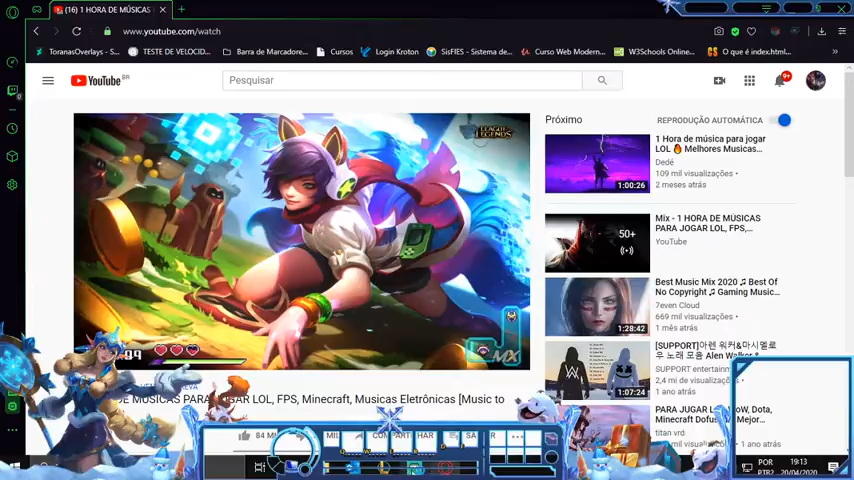 (16) 1 HORA DE MÚSICAS
www.youtube.com/watch
ToranasOverlays - S...
TESTE DE VELOCID...
Barra de Marcadore...
Cursos
Login Kroton
SisFIES - Sistema de...
Curso Web Modern...
W3Schools Online...
O que é index.html...
YouTube BR
Pesquisar
9+
LEAGUE OF LEGENDS
MX
Próximo
REPRODUÇÃO AUTOMÁTICA
1 Hora de música para jogar
LOL 🔥 Melhores Musicas...
Dedé
109 mil visualizações •
2 meses atrás
1:00:26
Mix - 1 HORA DE MÚSICAS
PARA JOGAR LOL, FPS,...
YouTube
50+
Best Music Mix 2020 ♫ Best Of
No Copyright ♫ Gaming Music...
7even Cloud
669 mil visualizações •
1 mês atrás
1:28:42
[SUPPORT]아렌 워커&마시멜로
우 노래 모음 Alen Walker &
SUPPORT entertainm
2,4 mi de visualizaçõ
1 ano atrás
1:07:24
PARA JOGAR L
W, Dota,
Minecraft Dofu
Mejor...
titan vrd
1 ano atrás
DE MÚSICAS PARA JOGAR LOL, FPS, Minecraft, Musicas Eletrônicas [Music to
84 MIL
COMPARTILHAR
POR
PTB2
19:13
20/04/2020